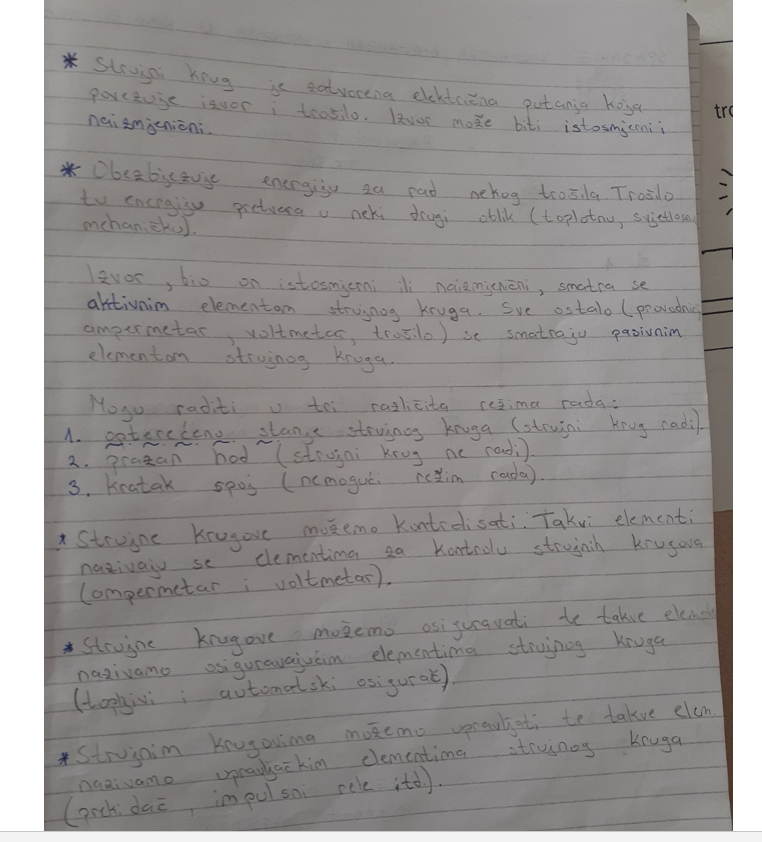 * Strujni krug je zatvorena električna putanja koja
povezuje izvor i trošilo. Izvor može biti istosmjerni i
naizmjenični.
* Obezbjezuje energiju za rad nekog trošila Trošilo
tu energiju pretvara u neki drugi oblik (toplotnu, svjetlosn
mehaničku).
Izvor, bio on istosmjerni ili naizmjenični, smatra se
aktivnim elementom strujnog kruga. Sve ostalo (provodnici
ampermetar, voltmetar, trošilo) se smatraju pasivnim
elementom strujnog kruga.
Mogu raditi u tri različita režima rada:
1. opterećeno stanje strujnog kruga (strujni krug radi).
2. prazan hod (strujni krug ne radi).
3. Kratak spoj (nemogući režim rada).
* Strujne krugove možemo kontrolisati. Takvi elementi
nazivaju se elementima za kontrolu strujnih krugova
(ampermetar i voltmetar).
* Strujne krugove možemo osiguravati te takve eleme
nazivamo osiguravajućim elementima strujnog kruga
(topljivi i automatski osigurač).
* Strujnim krugovima možemo upravljati te takve elem
nazivamo upravljačkim elementima strujnog kruga
(prekidač, impulsni rele itd).
tro